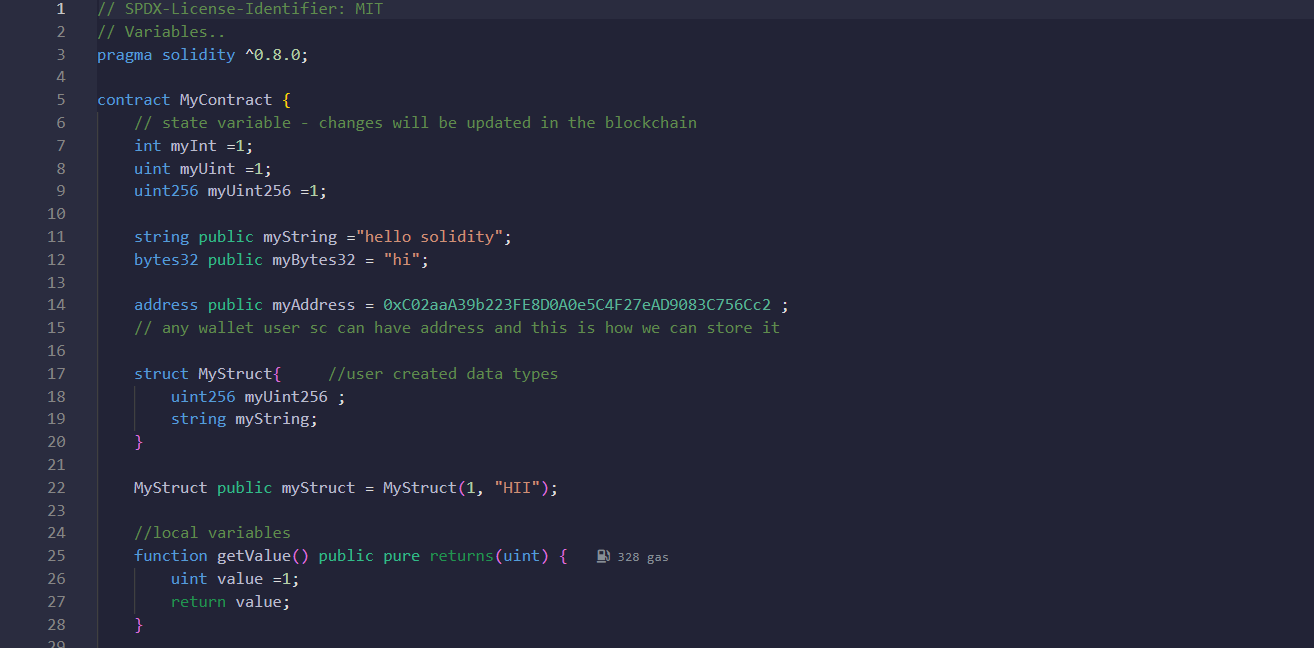 1 // SPDX-License-Identifier: MIT
2 // Variables..
3 pragma solidity ^0.8.0;
4
5 contract MyContract {
6     // state variable - changes will be updated in the blockchain
7     int myInt =1;
8     uint myUint =1;
9     uint256 myUint256 =1;
10
11     string public myString ="hello solidity";
12     bytes32 public myBytes32 = "hi";
13
14     address public myAddress = 0xC02aaA39b223FE8D0A0e5C4F27eAD9083C756Cc2 ;
15     // any wallet user sc can have address and this is how we can store it
16
17     struct MyStruct{     //user created data types
18         uint256 myUint256 ;
19         string myString;
20     }
21
22     MyStruct public myStruct = MyStruct(1, "HII");
23
24     //local variables
25     function getValue() public pure returns(uint) {   328 gas
26         uint value =1;
27         return value;
28     }
29